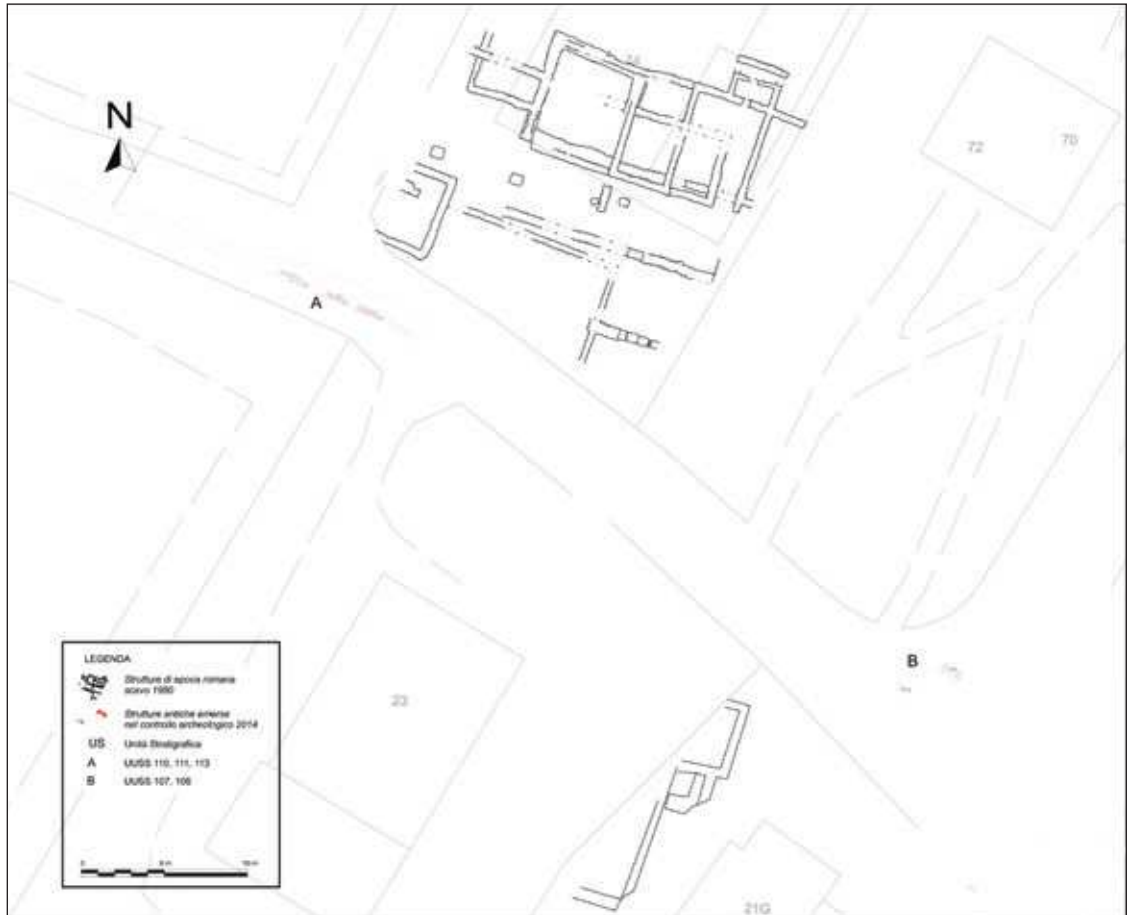 N
72
70
A
B
23
LEGENDA
Strutture di epoca romana
scavo 1980
Strutture antiche emerse
nel controllo archeologico 2014
US Unità Stratigrafica
A UUSS 110, 111, 113
B UUSS 107,
0
21G